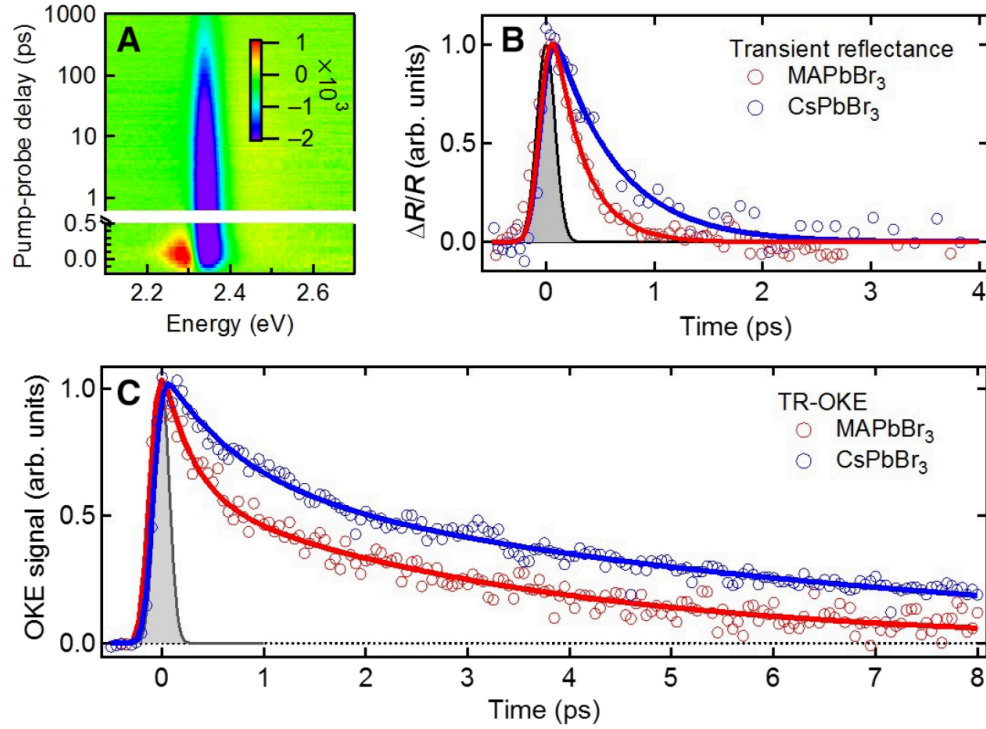 A
Pump-probe delay (ps)
1000
100
10
1
0.5
0.0
1
0
−1
−2
×10³
2.2 2.4 2.6
Energy (eV)
B
ΔR/R (arb. units)
1.0
0.5
0.0
Transient reflectance
MAPbBr₃
CsPbBr₃
0 1 2 3 4
Time (ps)
C
OKE signal (arb. units)
1.0
0.5
0.0
TR-OKE
MAPbBr₃
CsPbBr₃
0 1 2 3 4 5 6 7 8
Time (ps)